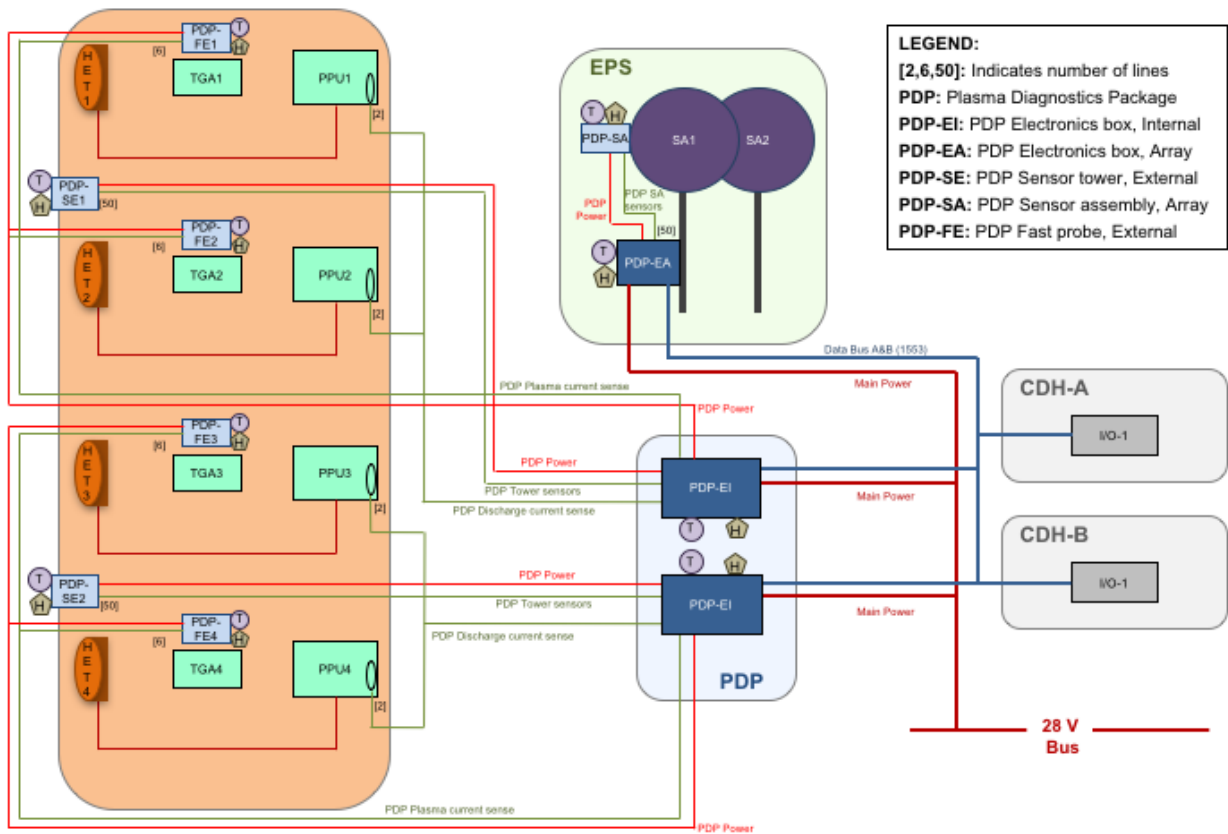 PDP-
FE1
T
H
[6]
H
E
T
1
TGA1
PPU1
[2]
T
H
PDP-
SE1
[50]
PDP-
FE2
T
H
[6]
H
E
T
2
TGA2
PPU2
[2]
PDP-
FE3
T
H
[6]
H
E
T
3
TGA3
PPU3
[2]
T
H
PDP-
SE2
[50]
PDP-
FE4
T
H
[6]
H
E
T
4
TGA4
PPU4
[2]
EPS
T
H
PDP-SA
SA1
SA2
PDP
Power
PDP SA
sensors
[50]
T
H
PDP-EA
LEGEND:
[2,6,50]: Indicates number of lines
PDP: Plasma Diagnostics Package
PDP-EI: PDP Electronics box, Internal
PDP-EA: PDP Electronics box, Array
PDP-SE: PDP Sensor tower, External
PDP-SA: PDP Sensor assembly, Array
PDP-FE: PDP Fast probe, External
Data Bus A&B (1553)
Main Power
PDP Plasma current sense
PDP Power
PDP Power
PDP Tower sensors
PDP Discharge current sense
PDP-EI
T
H
Main Power
CDH-A
I/O-1
T
H
PDP-EI
PDP Power
PDP Tower sensors
PDP Discharge current sense
Main Power
CDH-B
I/O-1
PDP
28 V
Bus
PDP Plasma current sense
PDP Power